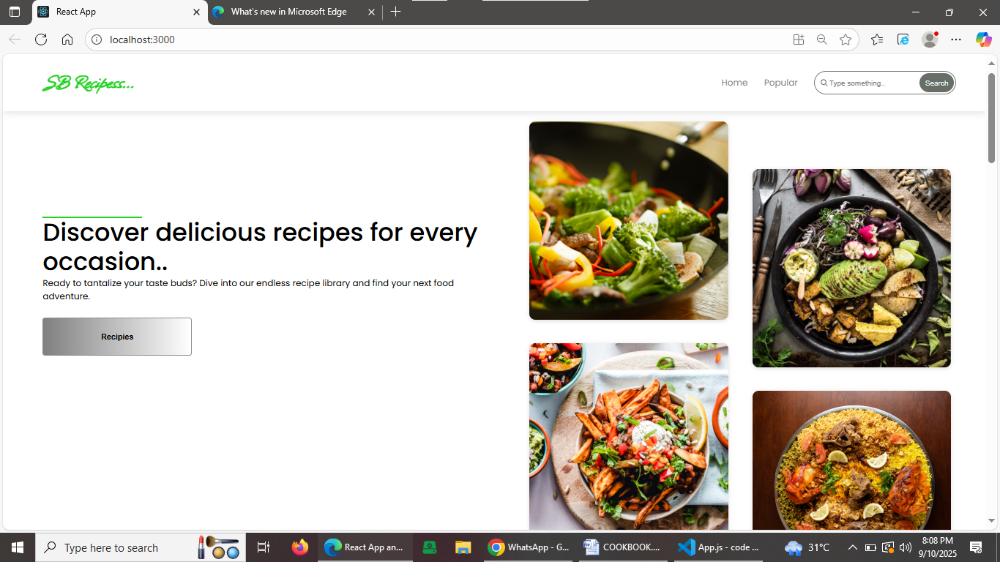 React App
What's new in Microsoft Edge
localhost:3000
SB Recipess...
Home
Popular
Type something..
Search
Discover delicious recipes for every
occasion..
Ready to tantalize your taste buds? Dive into our endless recipe library and find your next food
adventure.
Recipies
Type here to search
React App an...
WhatsApp - G...
COOKBOOK....
App.js - code ...
31°C
8:08 PM
9/10/2025